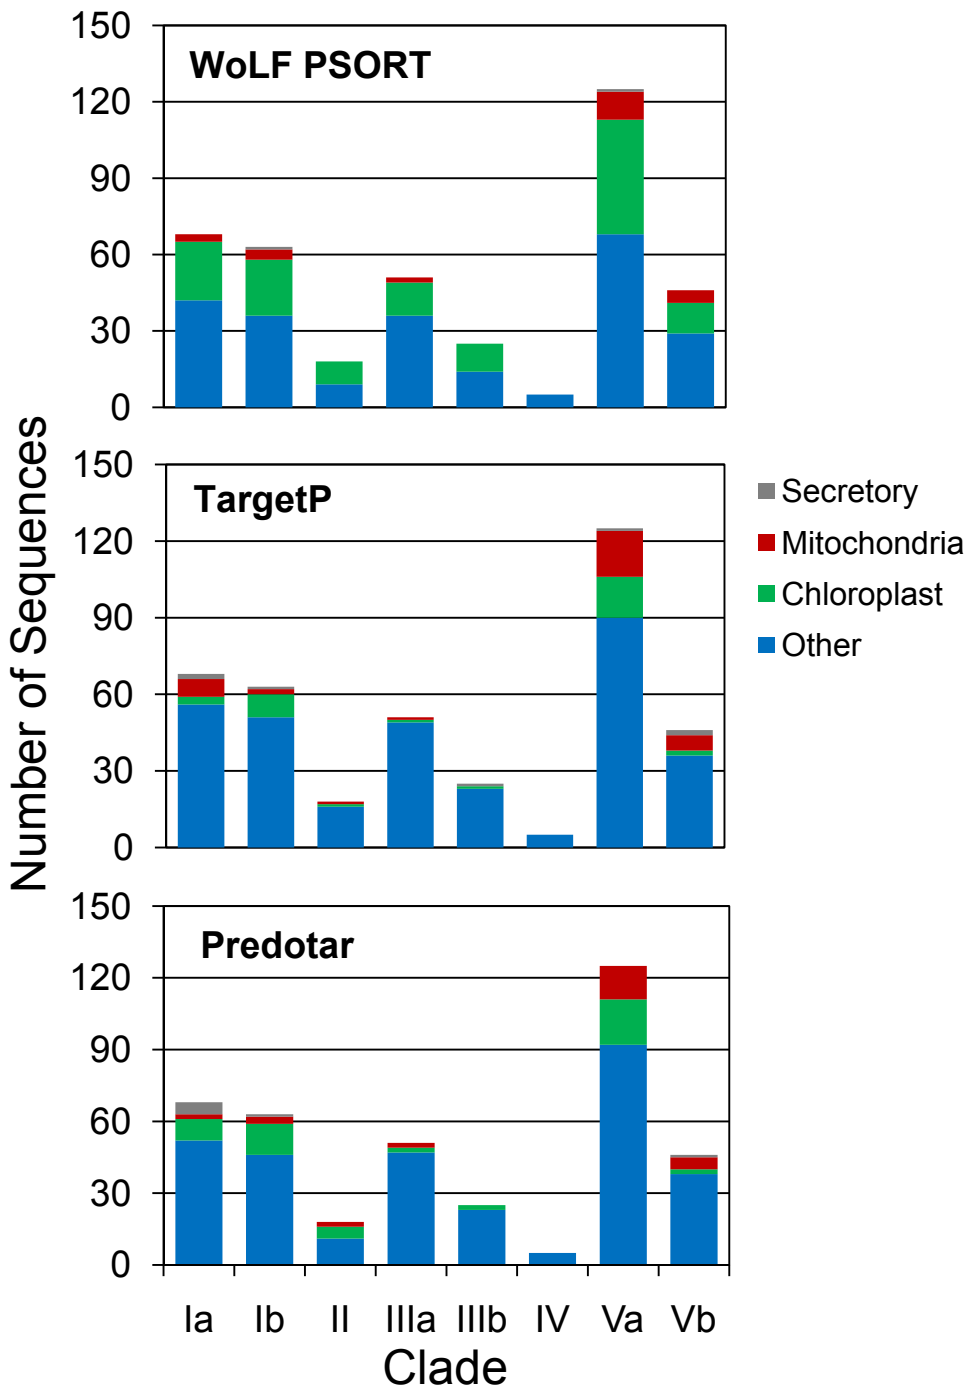 Number of Sequences
WoLF PSORT
150
120
90
60
30
0
TargetP
150
120
90
60
30
0
Predotar
150
120
90
60
30
0
Ia Ib II IIIa IIIb IV Va Vb
Clade
Secretory
Mitochondria
Chloroplast
Other